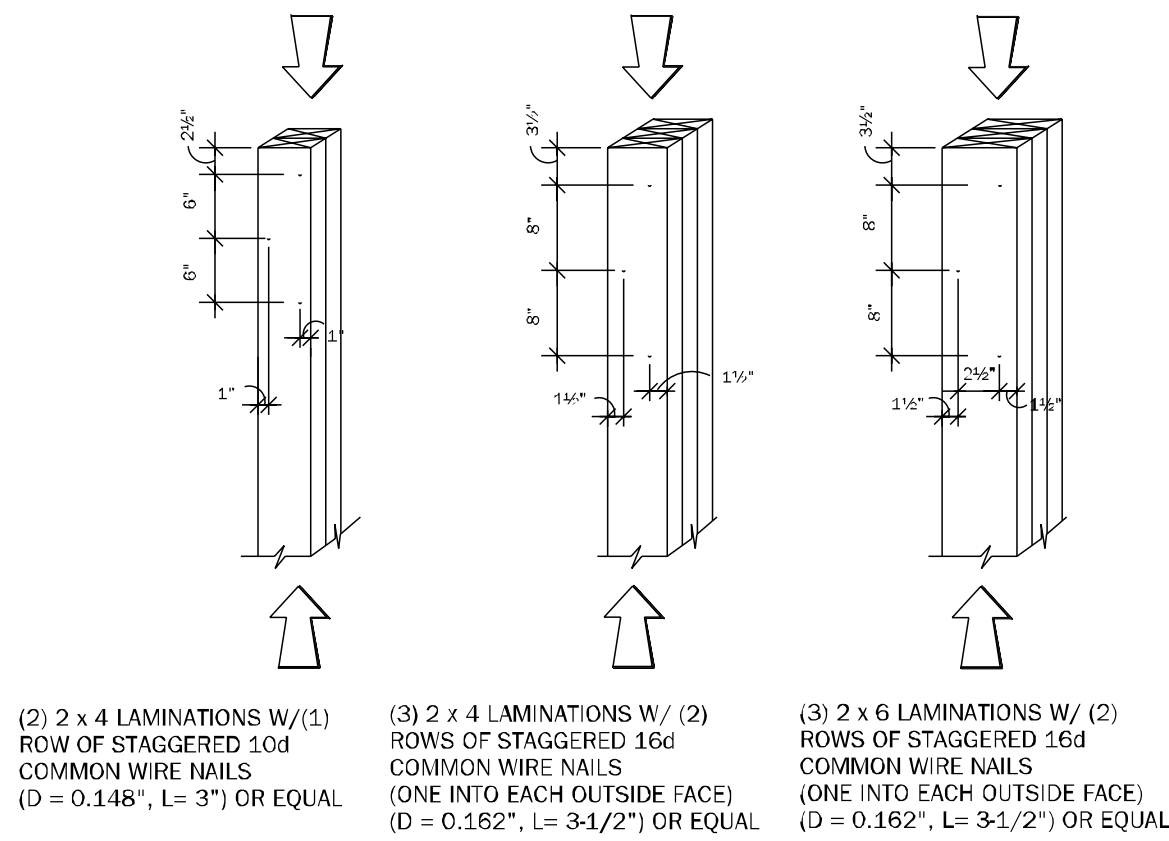 2½"
6"
6"
1"
1"
3½"
8"
8"
1½"
1½"
3½"
8"
8"
2½"
1½"
1½"
(2) 2 x 4 LAMINATIONS W/(1)
ROW OF STAGGERED 10d
COMMON WIRE NAILS
(D = 0.148", L= 3") OR EQUAL
(3) 2 x 4 LAMINATIONS W/ (2)
ROWS OF STAGGERED 16d
COMMON WIRE NAILS
(ONE INTO EACH OUTSIDE FACE)
(D = 0.162", L= 3-1/2") OR EQUAL
(3) 2 x 6 LAMINATIONS W/ (2)
ROWS OF STAGGERED 16d
COMMON WIRE NAILS
(ONE INTO EACH OUTSIDE FACE)
(D = 0.162", L= 3-1/2") OR EQUAL